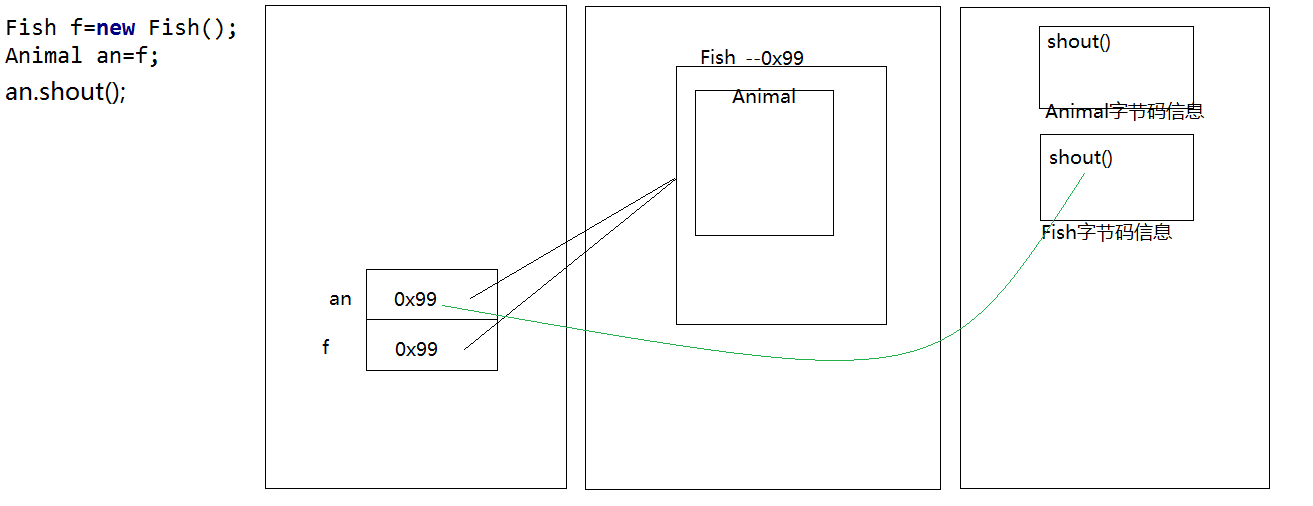 Fish f=new Fish();
Animal an=f;
an.shout();
an
0x99
f
0x99
Fish --0x99
Animal
shout()
Animal字节码信息
shout()
Fish字节码信息